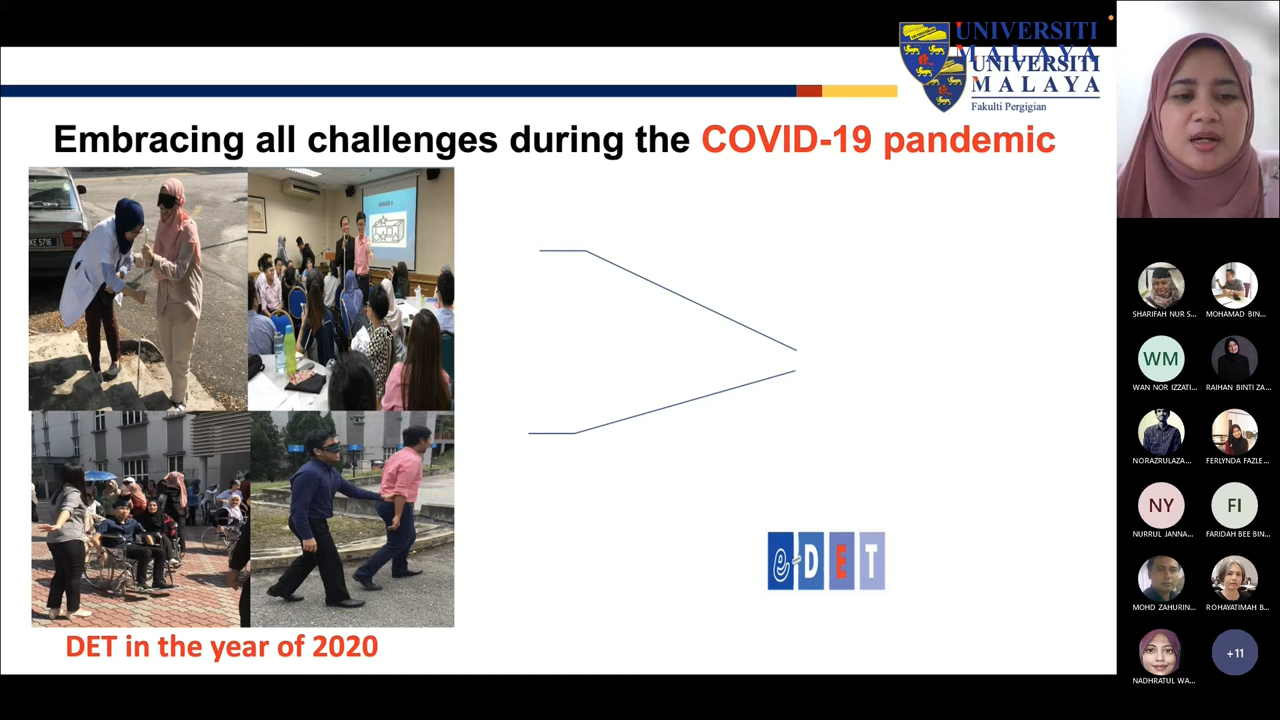 UNIVERSITI
MALAYA
UNIVERSITI
MALAYA
Fakulti Pergigian
Embracing all challenges during the COVID-19 pandemic
KE 5716
DET in the year of 2020
e-DET
SHARIFAH NUR S...
MOHAMAD BIN...
WM
WAN NOR IZZATI...
RAIHAN BINTI ZA...
NORAZRULAZA...
FERLYNDA FAZLE...
NY
NURRUL JANNA...
FI
FARIDAH BEE BIN...
MOHD ZAHURIN...
ROHAYATIMAH B...
NADHRATUL WA...
+11